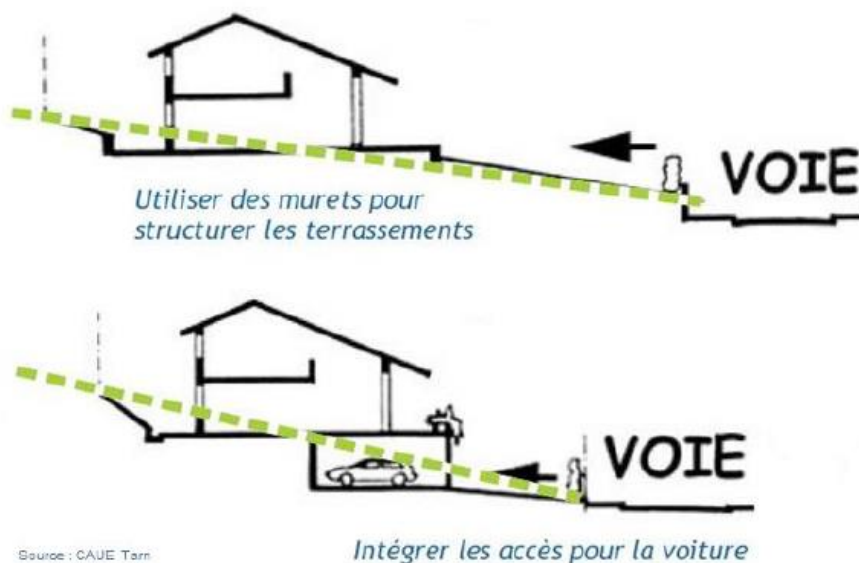 VOIE
Utiliser des murets pour
structurer les terrassements
VOIE
Source : CAUE Tarn
Intégrer les accès pour la voiture